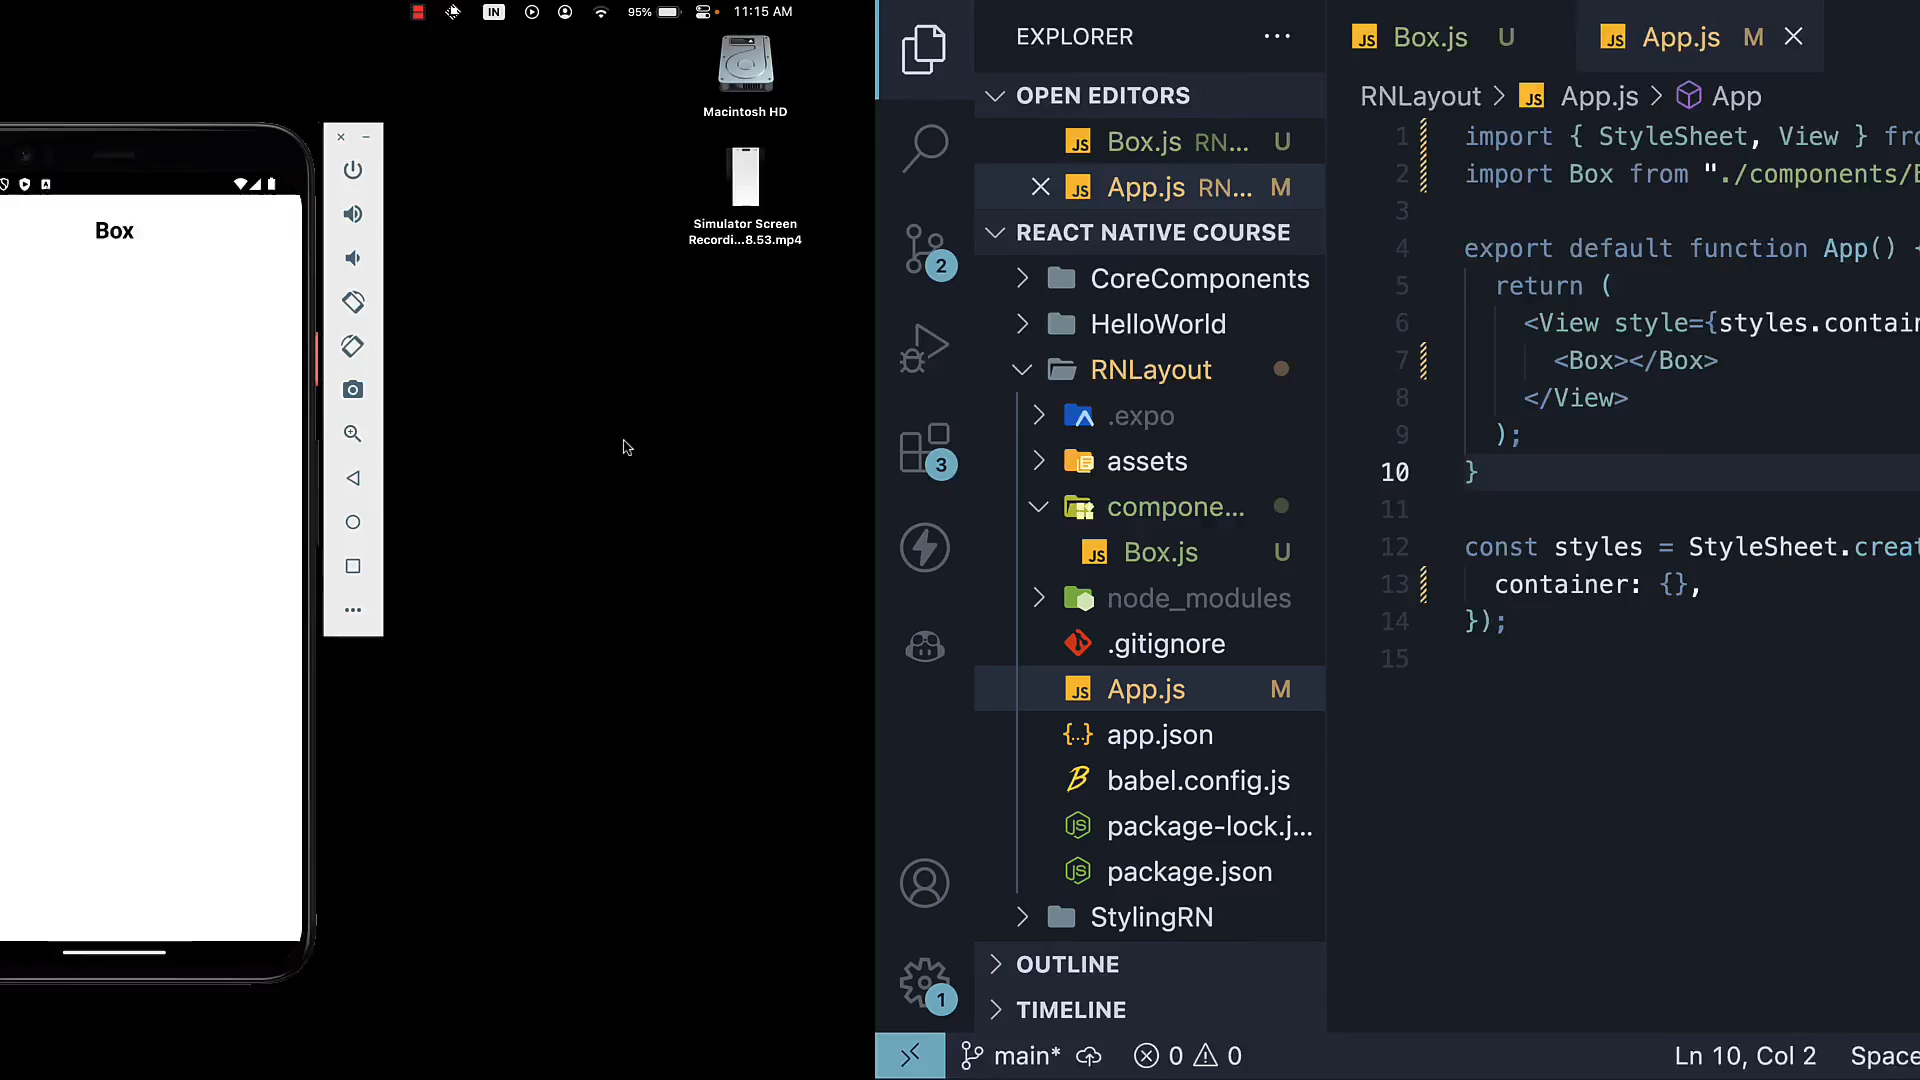 IN
95%
11:15 AM
Macintosh HD
Simulator Screen
Recordi...8.53.mp4
Box
EXPLORER
OPEN EDITORS
Box.js RN... U
App.js RN... M
REACT NATIVE COURSE
CoreComponents
HelloWorld
RNLayout
.expo
assets
compone...
Box.js U
node_modules
.gitignore
App.js M
app.json
babel.config.js
package-lock.j...
package.json
StylingRN
OUTLINE
TIMELINE
2
3
1
Box.js U
App.js M
RNLayout > App.js > App
1 import { StyleSheet, View } fro
2 import Box from "./components/B
3
4 export default function App() {
5 return (
6 <View style={styles.contain
7 <Box></Box>
8 </View>
9 );
10 }
11
12 const styles = StyleSheet.creat
13 container: {},
14 });
15
main* 0 0
Ln 10, Col 2 Space